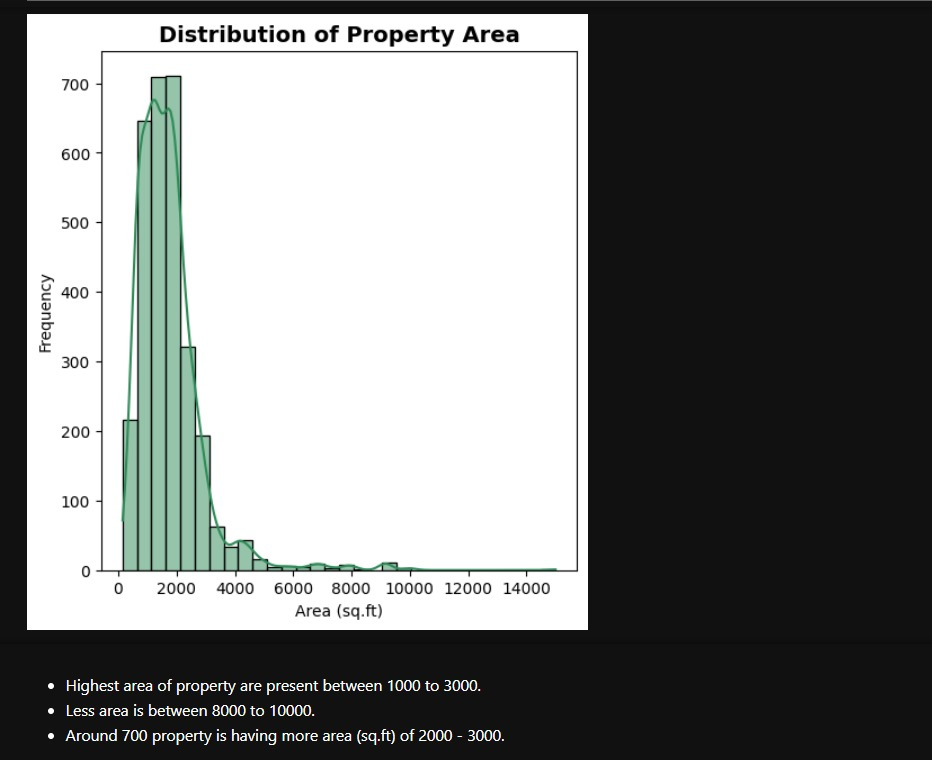 Distribution of Property Area
700
600
500
400
300
200
100
0
Frequency
0 2000 4000 6000 8000 10000 12000 14000
Area (sq.ft)
• Highest area of property are present between 1000 to 3000.
• Less area is between 8000 to 10000.
• Around 700 property is having more area (sq.ft) of 2000 - 3000.